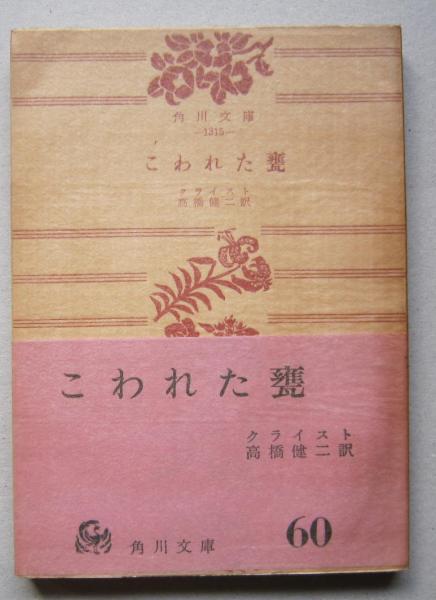 角川文庫
—1315—
こわれた甕
クライスト
高橋健二訳
こわれた甕
クライスト
高橋健二訳
角川文庫
60